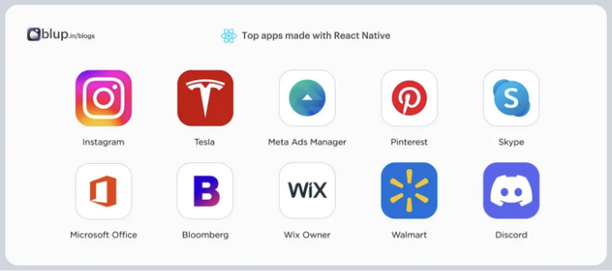 blup.in/blogs
Top apps made with React Native
Instagram
Tesla
Meta Ads Manager
Pinterest
Skype
S
Microsoft Office
Bloomberg
Wix Owner
Walmart
Discord
B
WiX